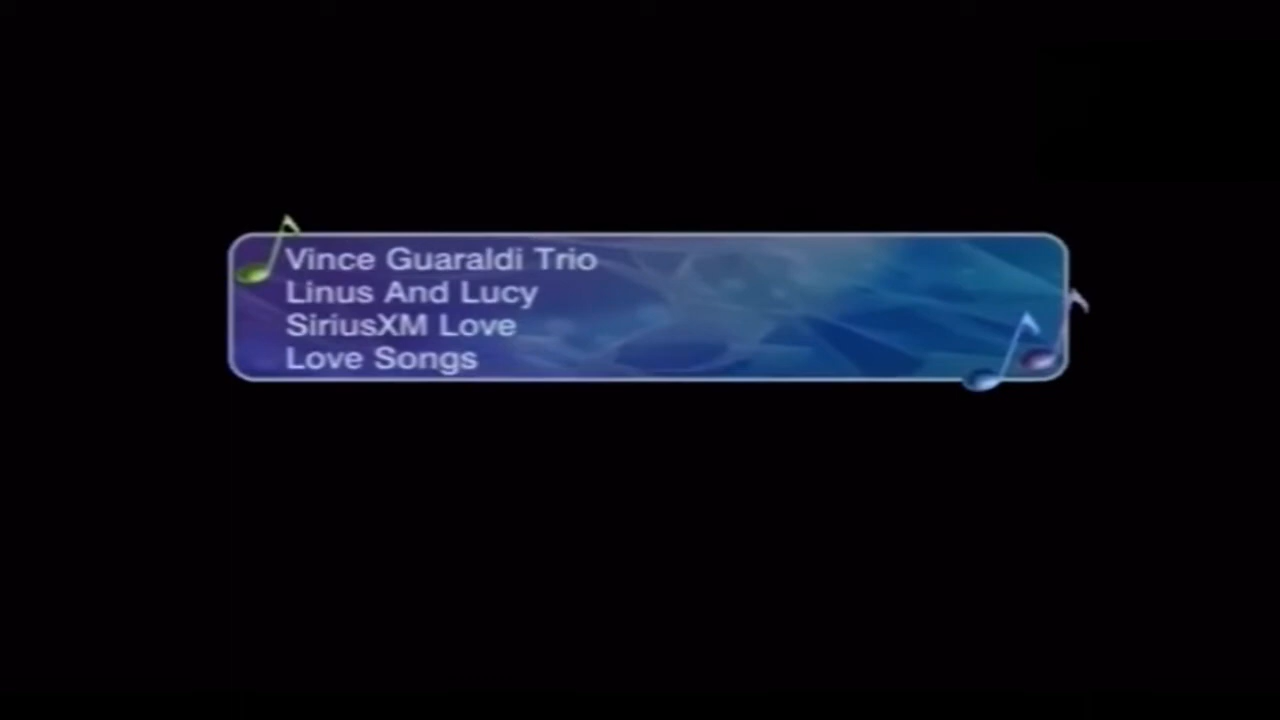 Vince Guaraldi Trio
Linus And Lucy
SiriusXM Love
Love Songs